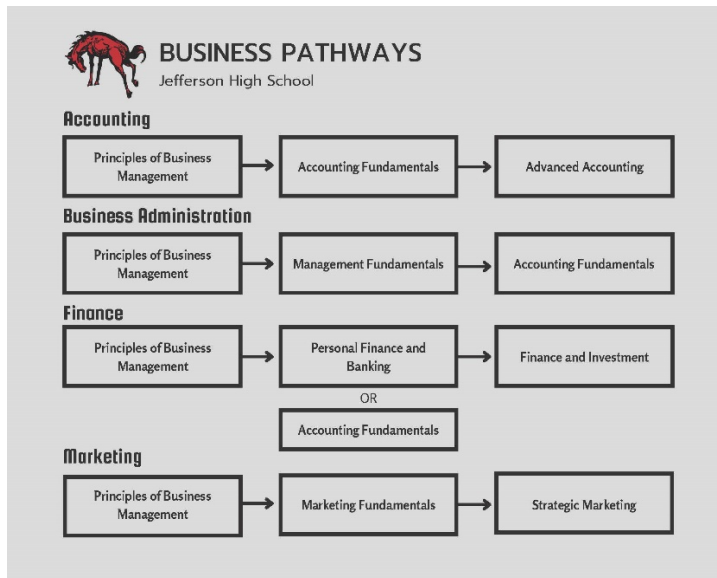 BUSINESS PATHWAYS
Jefferson High School
Accounting
Principles of Business
Management
Accounting Fundamentals
Advanced Accounting
Business Administration
Principles of Business
Management
Management Fundamentals
Accounting Fundamentals
Finance
Principles of Business
Management
Personal Finance and
Banking
Finance and Investment
OR
Accounting Fundamentals
Marketing
Principles of Business
Management
Marketing Fundamentals
Strategic Marketing